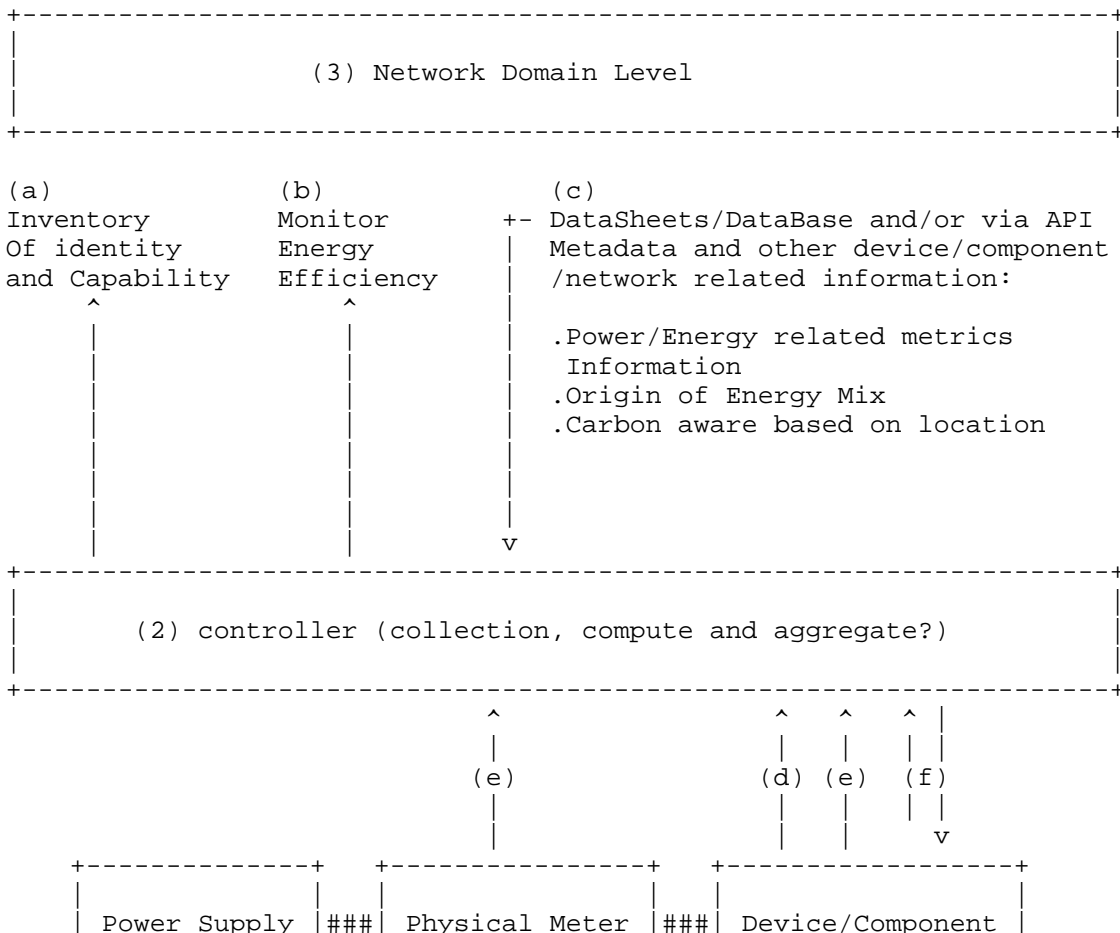 (3) Network Domain Level
(a) (b) (c)
Inventory Monitor +- DataSheets/DataBase and/or via API
Of identity Energy | Metadata and other device/component
and Capability Efficiency | /network related information:
.Power/Energy related metrics
Information
.Origin of Energy Mix
.Carbon aware based on location
(2) controller (collection, compute and aggregate?)
(e) (d) (e) (f)
Power Supply |###| Physical Meter |###| Device/Component